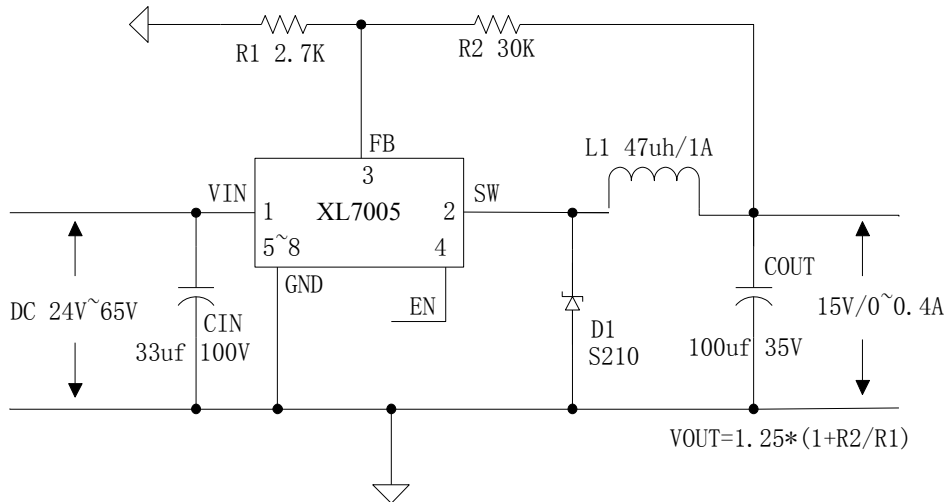 R1 2.7K
R2 30K
FB
L1 47uh/1A
3
VIN
SW
1
XL7005
2
5~8
4
GND
COUT
EN
DC 24V~65V
15V/0~0.4A
CIN
D1
33uf 100V
S210
100uf 35V
VOUT=1.25*(1+R2/R1)